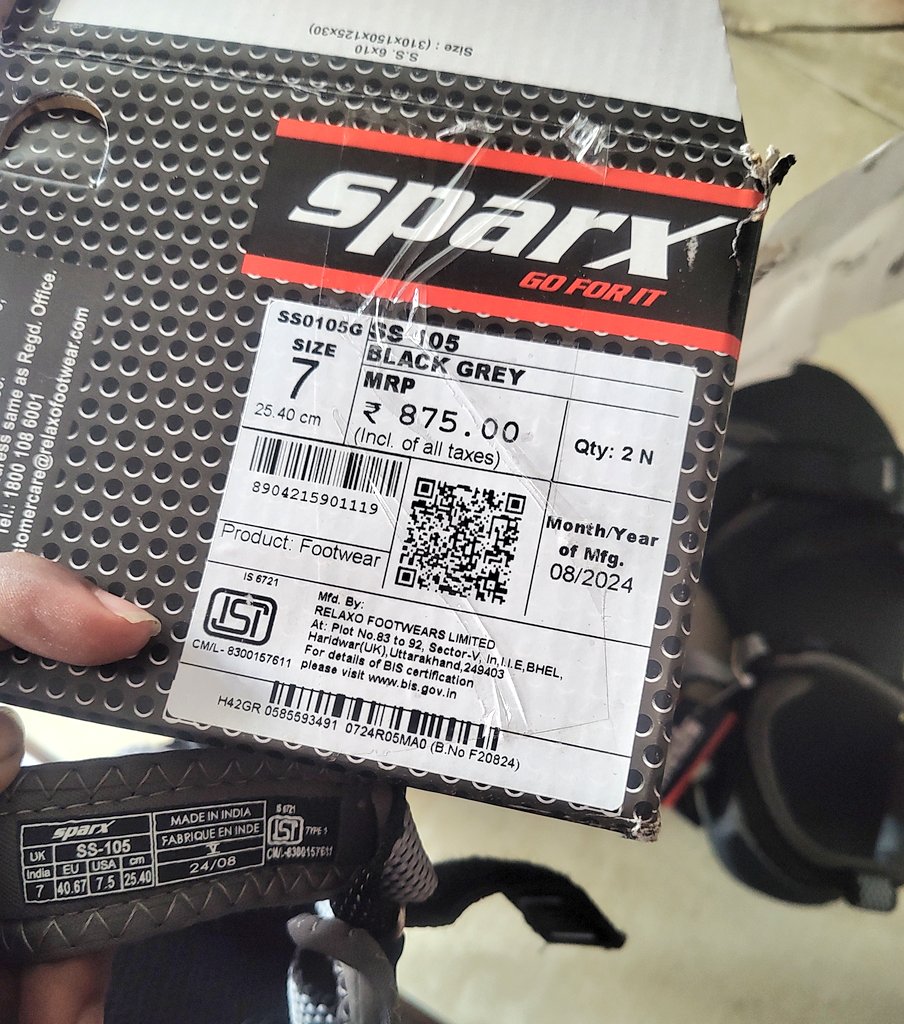 S.S. 6x10
Size : (310x150x125x30)
sparx
GO FOR IT
SS0105G
SS-105
BLACK GREY
SIZE
7
25.40 cm
MRP
₹ 875.00
(Incl. of all taxes)
Qty: 2 N
8904215901119
Product: Footwear
Month/Year
of Mfg.
08/2024
IS 6721
ISI
CM/L- 8300157611
Mfd. By:
RELAXO FOOTWEARS LIMITED
At: Plot No.83 to 92, Sector-V, In,I.I.E,BHEL,
Haridwar(UK),Uttarakhand,249403
For details of BIS certification
please visit www.bis.gov.in
H42GR 0585593491 0724R05MA0 (B.No F20824)
same as Regd. Office.
Tel.: 1800 108 6001
tomercare@relaxofootwear.com
sparx
SS-105
UK India EU USA cm
7 40.67 7.5 25.40
MADE IN INDIA
FABRIQUE EN INDE
V
24/08
IS 6721
ISI TYPE 1
CM/L-8300157611